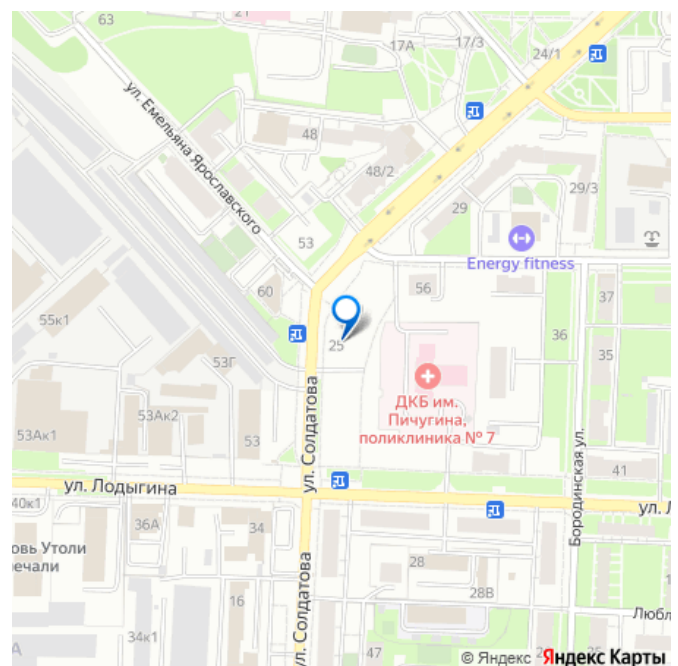 63
21
17А
17/3
24/1
ул. Емельяна Ярославского
48
48/2
29/3
29
53
Energy fitness
60
56
37
55к1
25
36
35
53Г
ДКБ им.
Пичугина,
поликлиника № 7
53Ак2
53Ак1
53
ул. Солдатова
41
ул. Лодыгина
Бородинская ул.
ул. Л
40к1
36А
34
овь Утоли
печали
28
16
28В
Любл
34к1
ул. Солдатова
47
© Яндекс Яндекс Карты